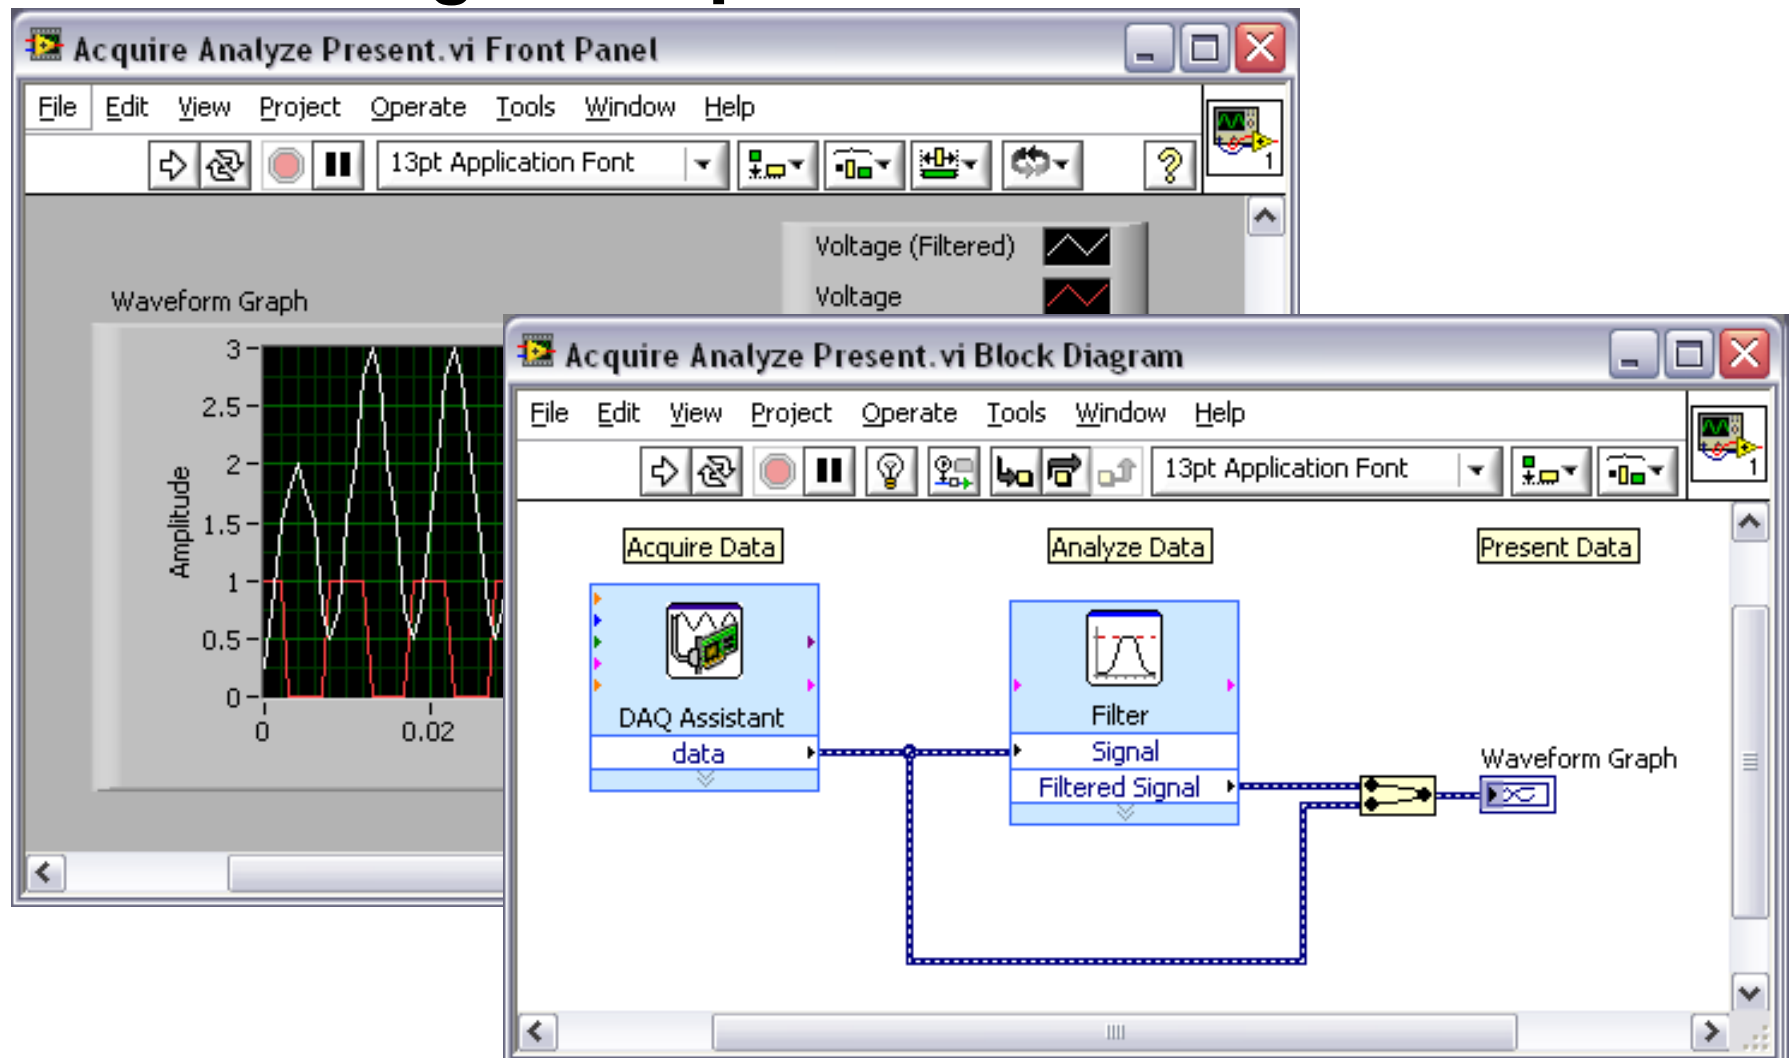 Acquire Analyze Present.vi Front Panel
File Edit View Project Operate Tools Window Help
13pt Application Font
1
Voltage (Filtered)
Voltage
Waveform Graph
3
2.5
2
1.5
1
0.5
0
Amplitude
0 0.02
Acquire Analyze Present.vi Block Diagram
File Edit View Project Operate Tools Window Help
13pt Application Font
1
Acquire Data Analyze Data Present Data
DAQ Assistant
data
Filter
Signal
Filtered Signal
Waveform Graph